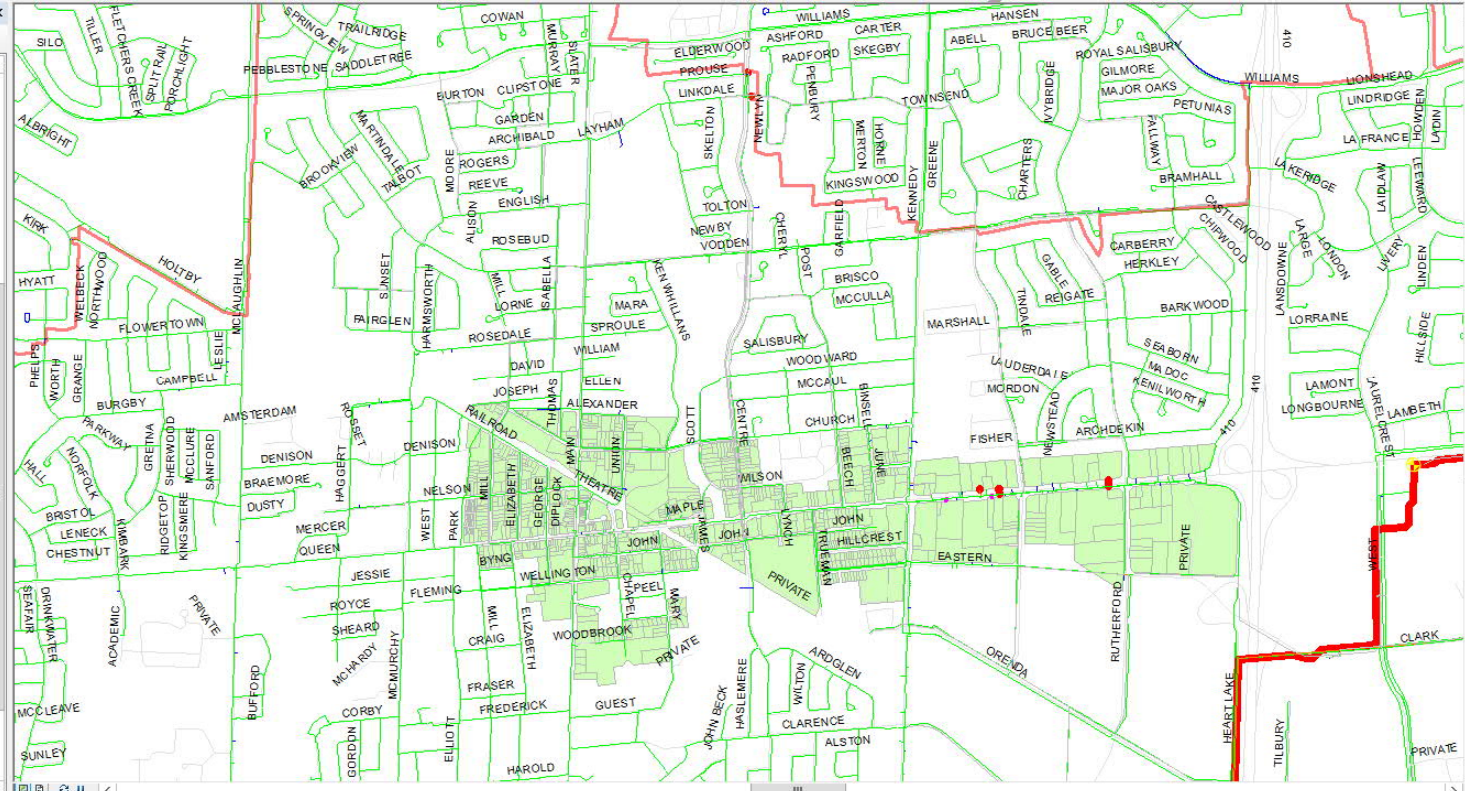 COWAN
WILLIAMS
HANSEN
SPRINGVIEW
TRAILRIDGE
ASHFORD
CARTER
BRUCE BEER
ABELL
410
SILO
TILLER
FLETCHERS CREEK
SPLIT RAIL
PORCHLIGHT
MURRAY
SLATER
ELDERWOOD
RADFORD
SKEGBY
ROYAL SALISBURY
PEBBLESTONE
SADDLETREE
PROUSE
GILMORE
WILLIAMS
LIONSHEAD
BURTON
CLIPSTONE
LINKDALE
PENBURY
TOWNSEND
IVYBRIDGE
MAJOR OAKS
PETUNIAS
LINDRIDGE
HOWDEN
LADIN
ALBRIGHT
MARTINDALE
GARDEN
ARCHIBALD
LAYHAM
SKELTON
NEWLYN
MERTON
HORNE
GREENE
FALLWAY
LA FRANCE
BROOKVIEW
TALBOT
MOORE
ROGERS
REEVE
KINGSWOOD
KENNEDY
CHARTERS
BRAMHALL
LAKERIDGE
LAIDLAW
LEEWARD
ENGLISH
ALISON
TOLTON
NEWBY
VODDEN
CHERYL
GARFIELD
CASTLEWOOD
CHIPWOOD
KIRK
HOLTBY
ROSEBUD
CARBERRY
HERKLEY
LARGE
LONDON
LIVERY
LINDEN
HYATT
WELBECK
NORTHWOOD
MCLAUGHLIN
SUNSET
HARMSWORTH
MILL
LORNE
ISABELLA
KEN WHILLANS
POST
BRISCO
MCCULLA
GABLE
REIGATE
TINDALE
BARKWOOD
LANSDOWNE
MARA
FLOWERTOWN
FAIRGLEN
SPROULE
MARSHALL
LORRAINE
HILLSIDE
PHELPS
WORTH
GRANGE
LESLIE
ROSEDALE
WILLIAM
SALISBURY
WOODWARD
SEABORN
MADOC
KENILWORTH
CAMPBELL
DAVID
LAUDERDALE
MORDON
MCCAUL
410
LAMONT
LAURELCREST
JOSEPH
THOMAS
ELLEN
ALEXANDER
BINSELL
BURGBY
AMSTERDAM
ROSSET
RAILROAD
SCOTT
CENTRE
CHURCH
NEWSTEAD
LONGBOURNE
LAMBETH
PARKWAY
GRETNA
SHERWOOD
MCCLURE
SANFORD
DENISON
MAIN
UNION
BEECH
JUNE
FISHER
ARCHDEKIN
410
HALL
NORFOLK
DENISON
BRAEMORE
DUSTY
HAGGERT
NELSON
MILL
ELIZABETH
GEORGE
DIPLOCK
THEATRE
WILSON
BRISTOL
LENECK
CHESTNUT
KIMBARK
RIDGETOP
KINGSMERE
MERCER
QUEEN
WEST
PARK
MAPLE
JAMES
JOHN
JOHN
LYNCH
JOHN
HILLCREST
TRUEMAN
EASTERN
PRIVATE
WEST
BYNG
WELLINGTON
JESSIE
FLEMING
CHAPEL
PEEL
MARY
PRIVATE
SEAFAIR
DRINKWATER
ACADEMIC
PRIVATE
ROYCE
SHEARD
MCHARDY
MCMURCHY
MILL
CRAIG
ELIZABETH
WOODBROOK
PRIVATE
RUTHERFORD
CLARK
ORENDA
ARDGLEN
WILTON
HASLEMERE
JOHN BECK
FRASER
FREDERICK
GUEST
HEART LAKE
MCCLEAVE
BUFFORD
CORBY
GORDON
ELLIOTT
CLARENCE
ALSTON
TILBURY
SUNLEY
HAROLD
PRIVATE